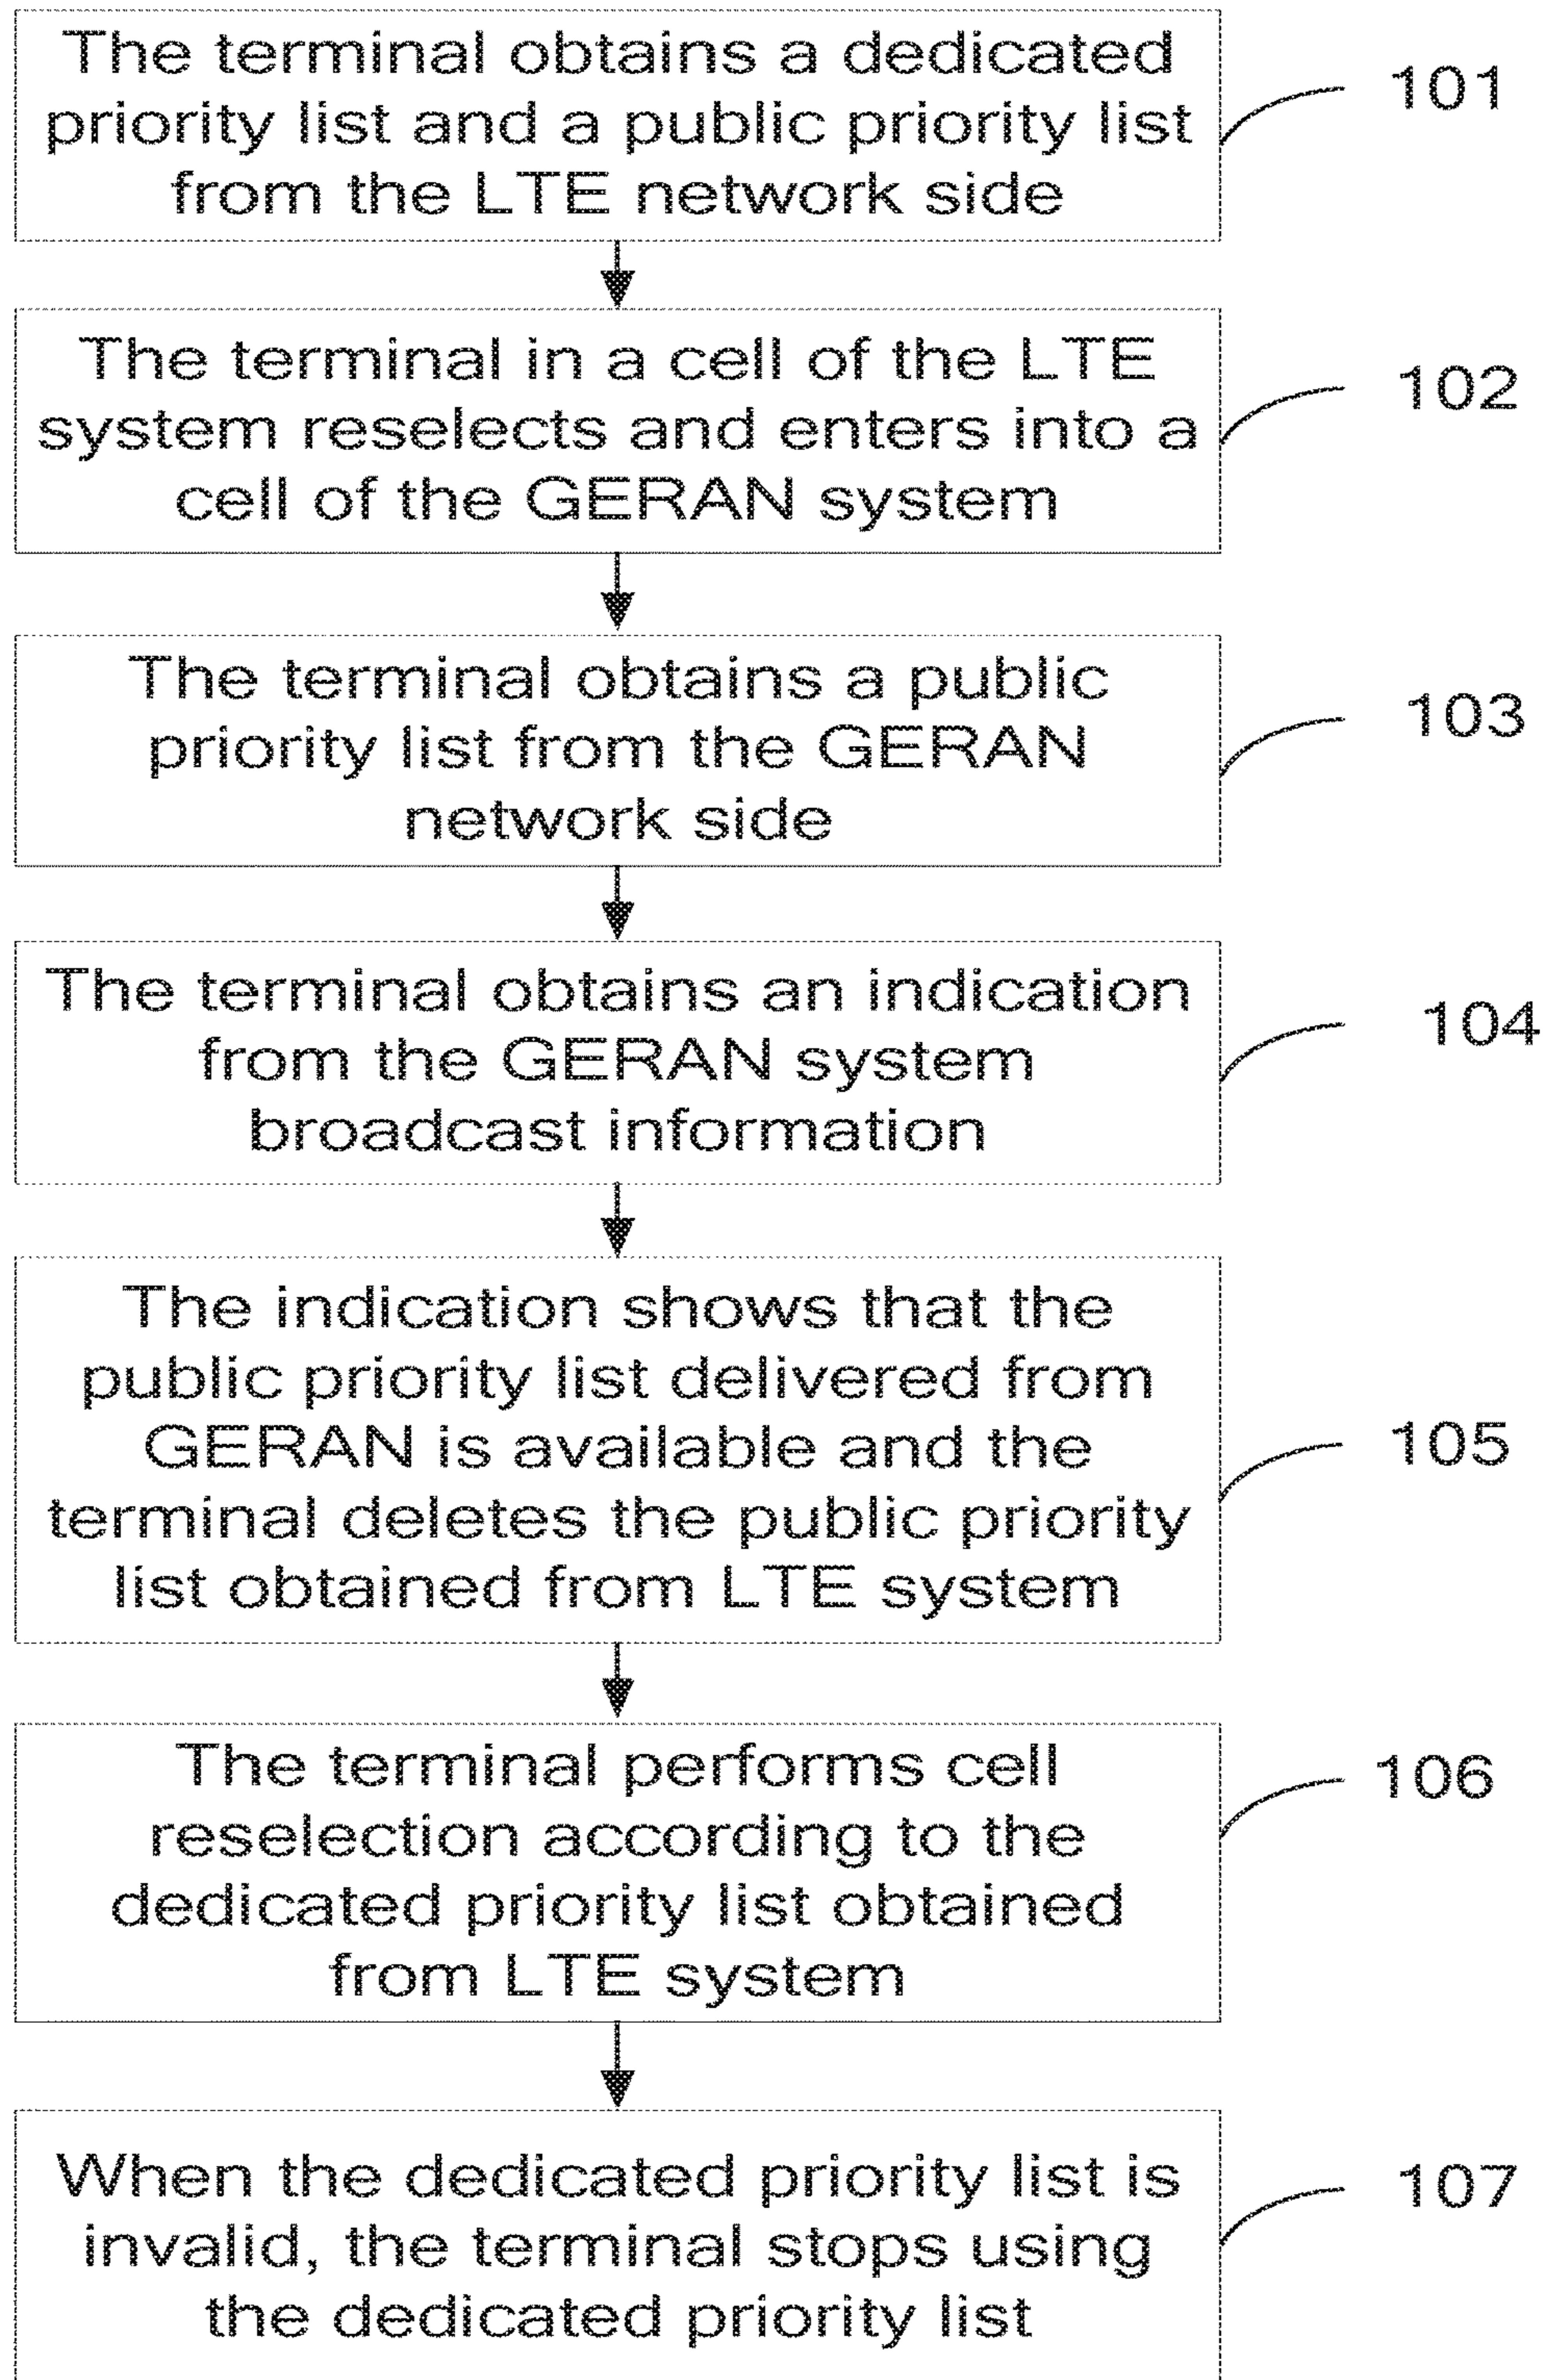 The terminal obtains a dedicated
priority list and a public priority list
from the LTE network side
101
The terminal in a cell of the LTE
system reselects and enters into a
cell of the GERAN system
102
The terminal obtains a public
priority list from the GERAN
network side
103
The terminal obtains an indication
from the GERAN system
broadcast information
104
The indication shows that the
public priority list delivered from
GERAN is available and the
terminal deletes the public priority
list obtained from LTE system
105
The terminal performs cell
reselection according to the
dedicated priority list obtained
from LTE system
106
When the dedicated priority list is
invalid, the terminal stops using
the dedicated priority list
107